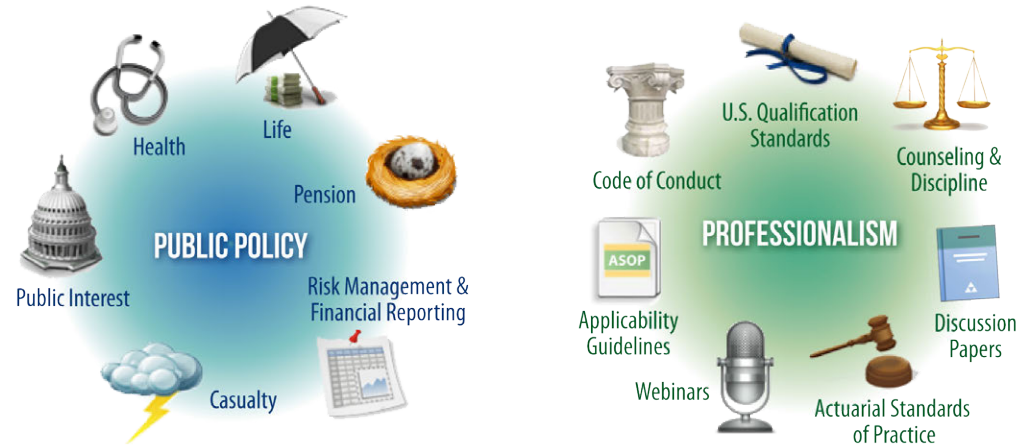 Health
Life
Pension
PUBLIC POLICY
Public Interest
Risk Management &
Financial Reporting
Casualty
U.S. Qualification
Standards
Code of Conduct
Counseling &
Discipline
PROFESSIONALISM
ASOP
Applicability
Guidelines
Discussion
Papers
Webinars
Actuarial Standards
of Practice